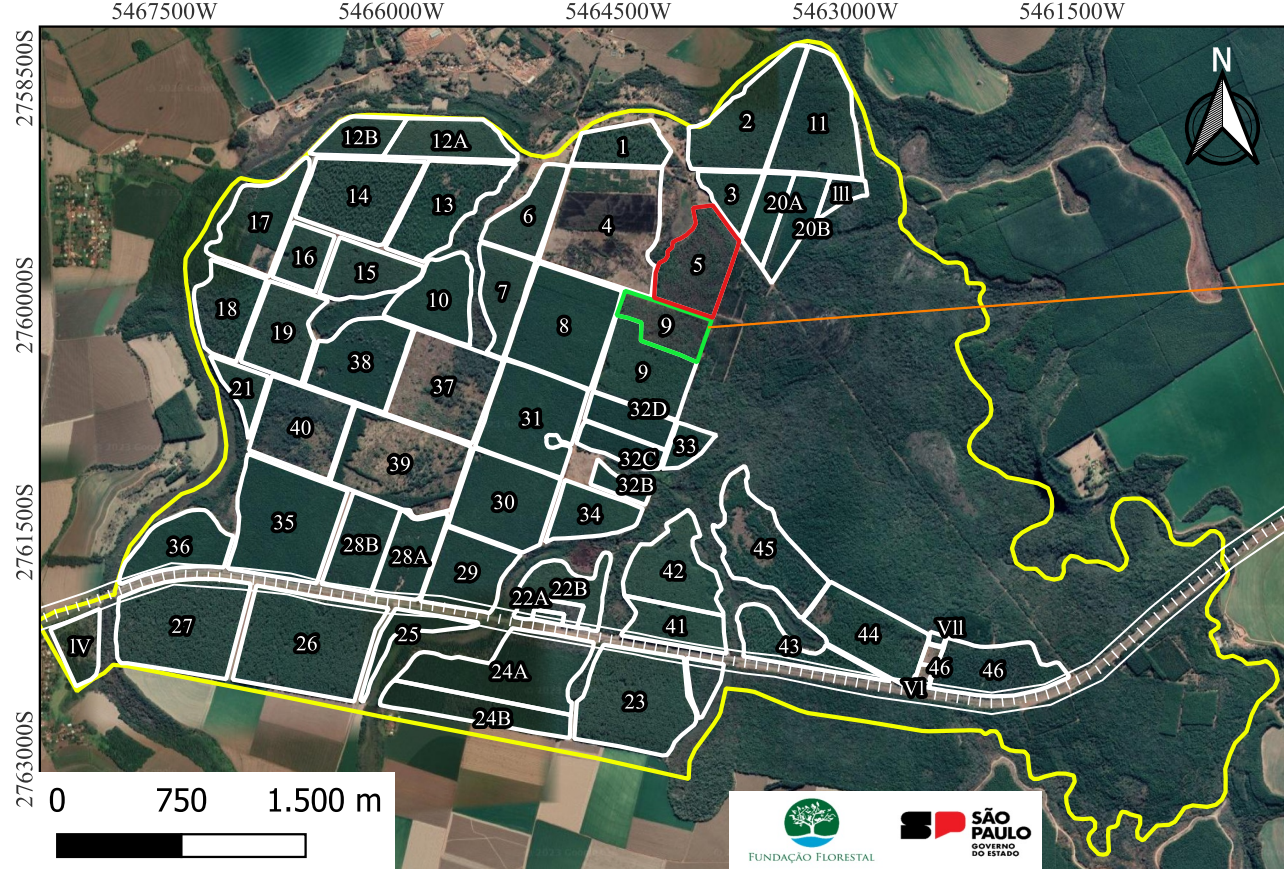 5467500W 5466000W 5464500W 5463000W 5461500W
2758500S
2760000S
2761500S
2763000S
N
12B 12A 1 2 11
14 13 6 4 3 20A 20B III
17 16 15 5
18 19 10 7 8 9
21 38 37 9
40 39 31 32D 33
32C
32B
35 30 34
36 28B 28A 29 45
22A 22B 42
IV 27 26 25 41 43 44 VII
24A 46 46
VI
24B 23
0 750 1.500 m
FUNDAÇÃO FLORESTAL
SP
SÃO
PAULO
GOVERNO
DO ESTADO